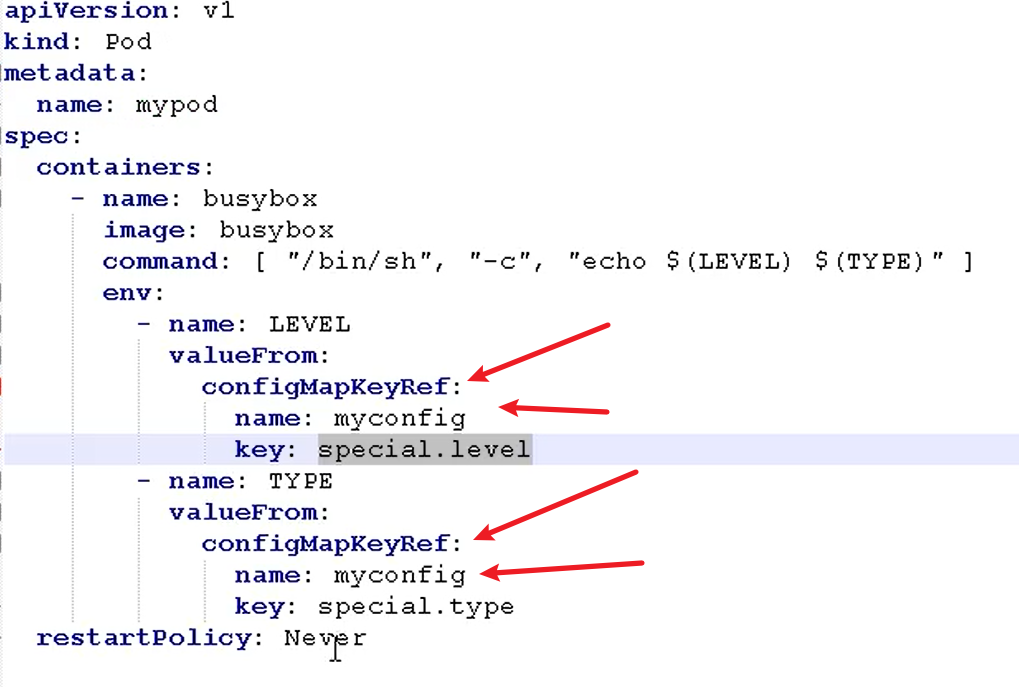 apiVersion: v1
kind: Pod
metadata:
  name: mypod
spec:
  containers:
    - name: busybox
      image: busybox
      command: [ "/bin/sh", "-c", "echo $(LEVEL) $(TYPE)" ]
      env:
        - name: LEVEL
          valueFrom:
            configMapKeyRef:
              name: myconfig
              key: special.level
        - name: TYPE
          valueFrom:
            configMapKeyRef:
              name: myconfig
              key: special.type
  restartPolicy: Never